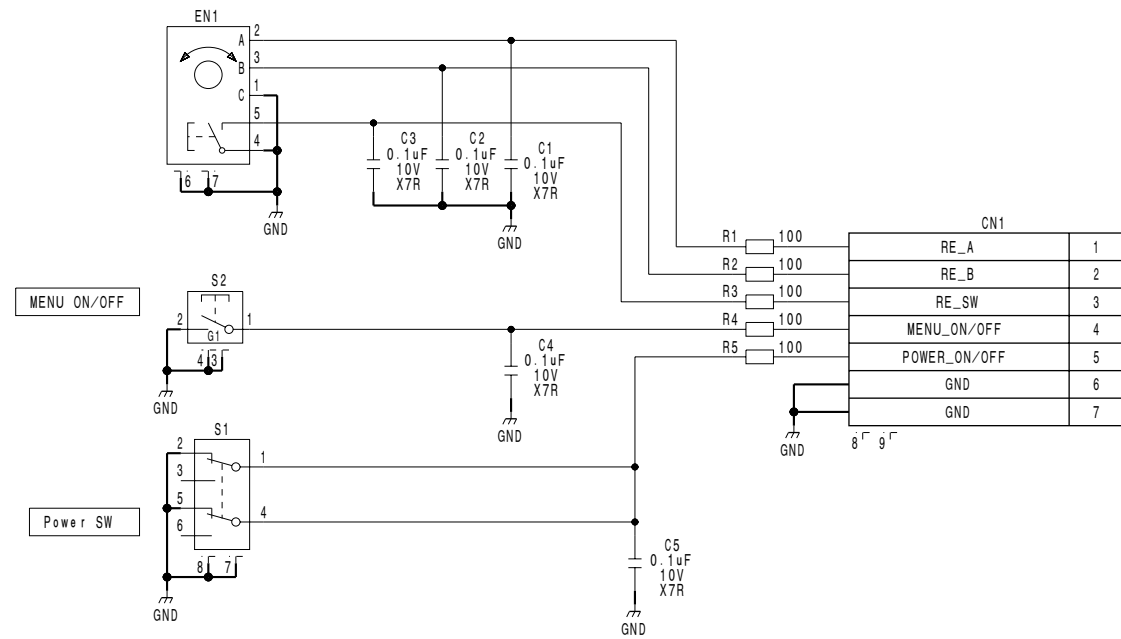 EN1
A 2
B 3
C 1
5
4
6 7
GND
C3
0.1uF
10V
X7R
C2
0.1uF
10V
X7R
C1
0.1uF
10V
X7R
GND
CN1
R1 100 RE_A 1
R2 100 RE_B 2
R3 100 RE_SW 3
R4 100 MENU_ON/OFF 4
R5 100 POWER_ON/OFF 5
GND 6
GND 7
8 9
GND
MENU ON/OFF
S2
2 1
G1
4 3
GND
C4
0.1uF
10V
X7R
GND
Power SW
S1
2 1
3
5 4
6
8 7
GND
C5
0.1uF
10V
X7R
GND